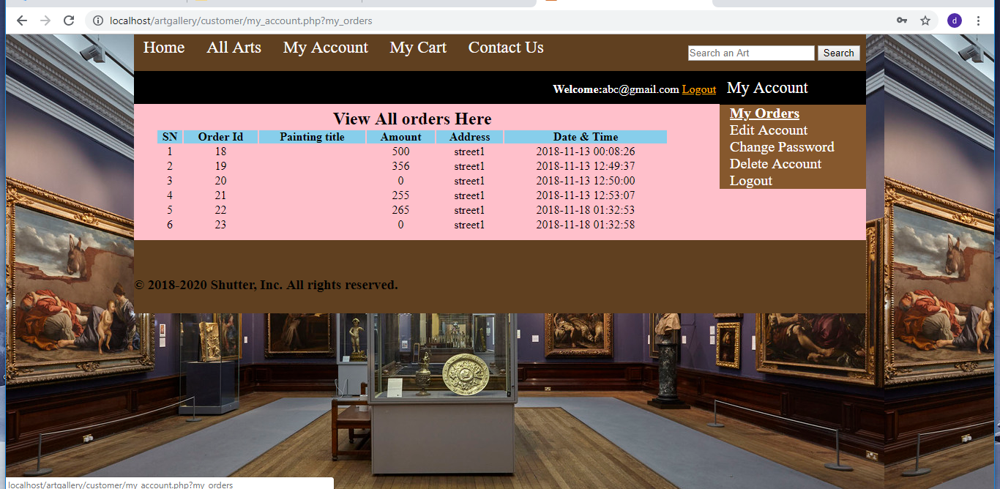 localhost/artgallery/customer/my_account.php?my_orders
d
Home All Arts My Account My Cart Contact Us
Search an Art Search
Welcome:abc@gmail.com Logout My Account
My Orders
Edit Account
Change Password
Delete Account
Logout
View All orders Here
SN Order Id Painting title Amount Address Date & Time
1 18 500 street1 2018-11-13 00:08:26
2 19 356 street1 2018-11-13 12:49:37
3 20 0 street1 2018-11-13 12:50:00
4 21 255 street1 2018-11-13 12:53:07
5 22 265 street1 2018-11-18 01:32:53
6 23 0 street1 2018-11-18 01:32:58
© 2018-2020 Shutter, Inc. All rights reserved.
localhost/artgallery/customer/my_account.php?my_orders